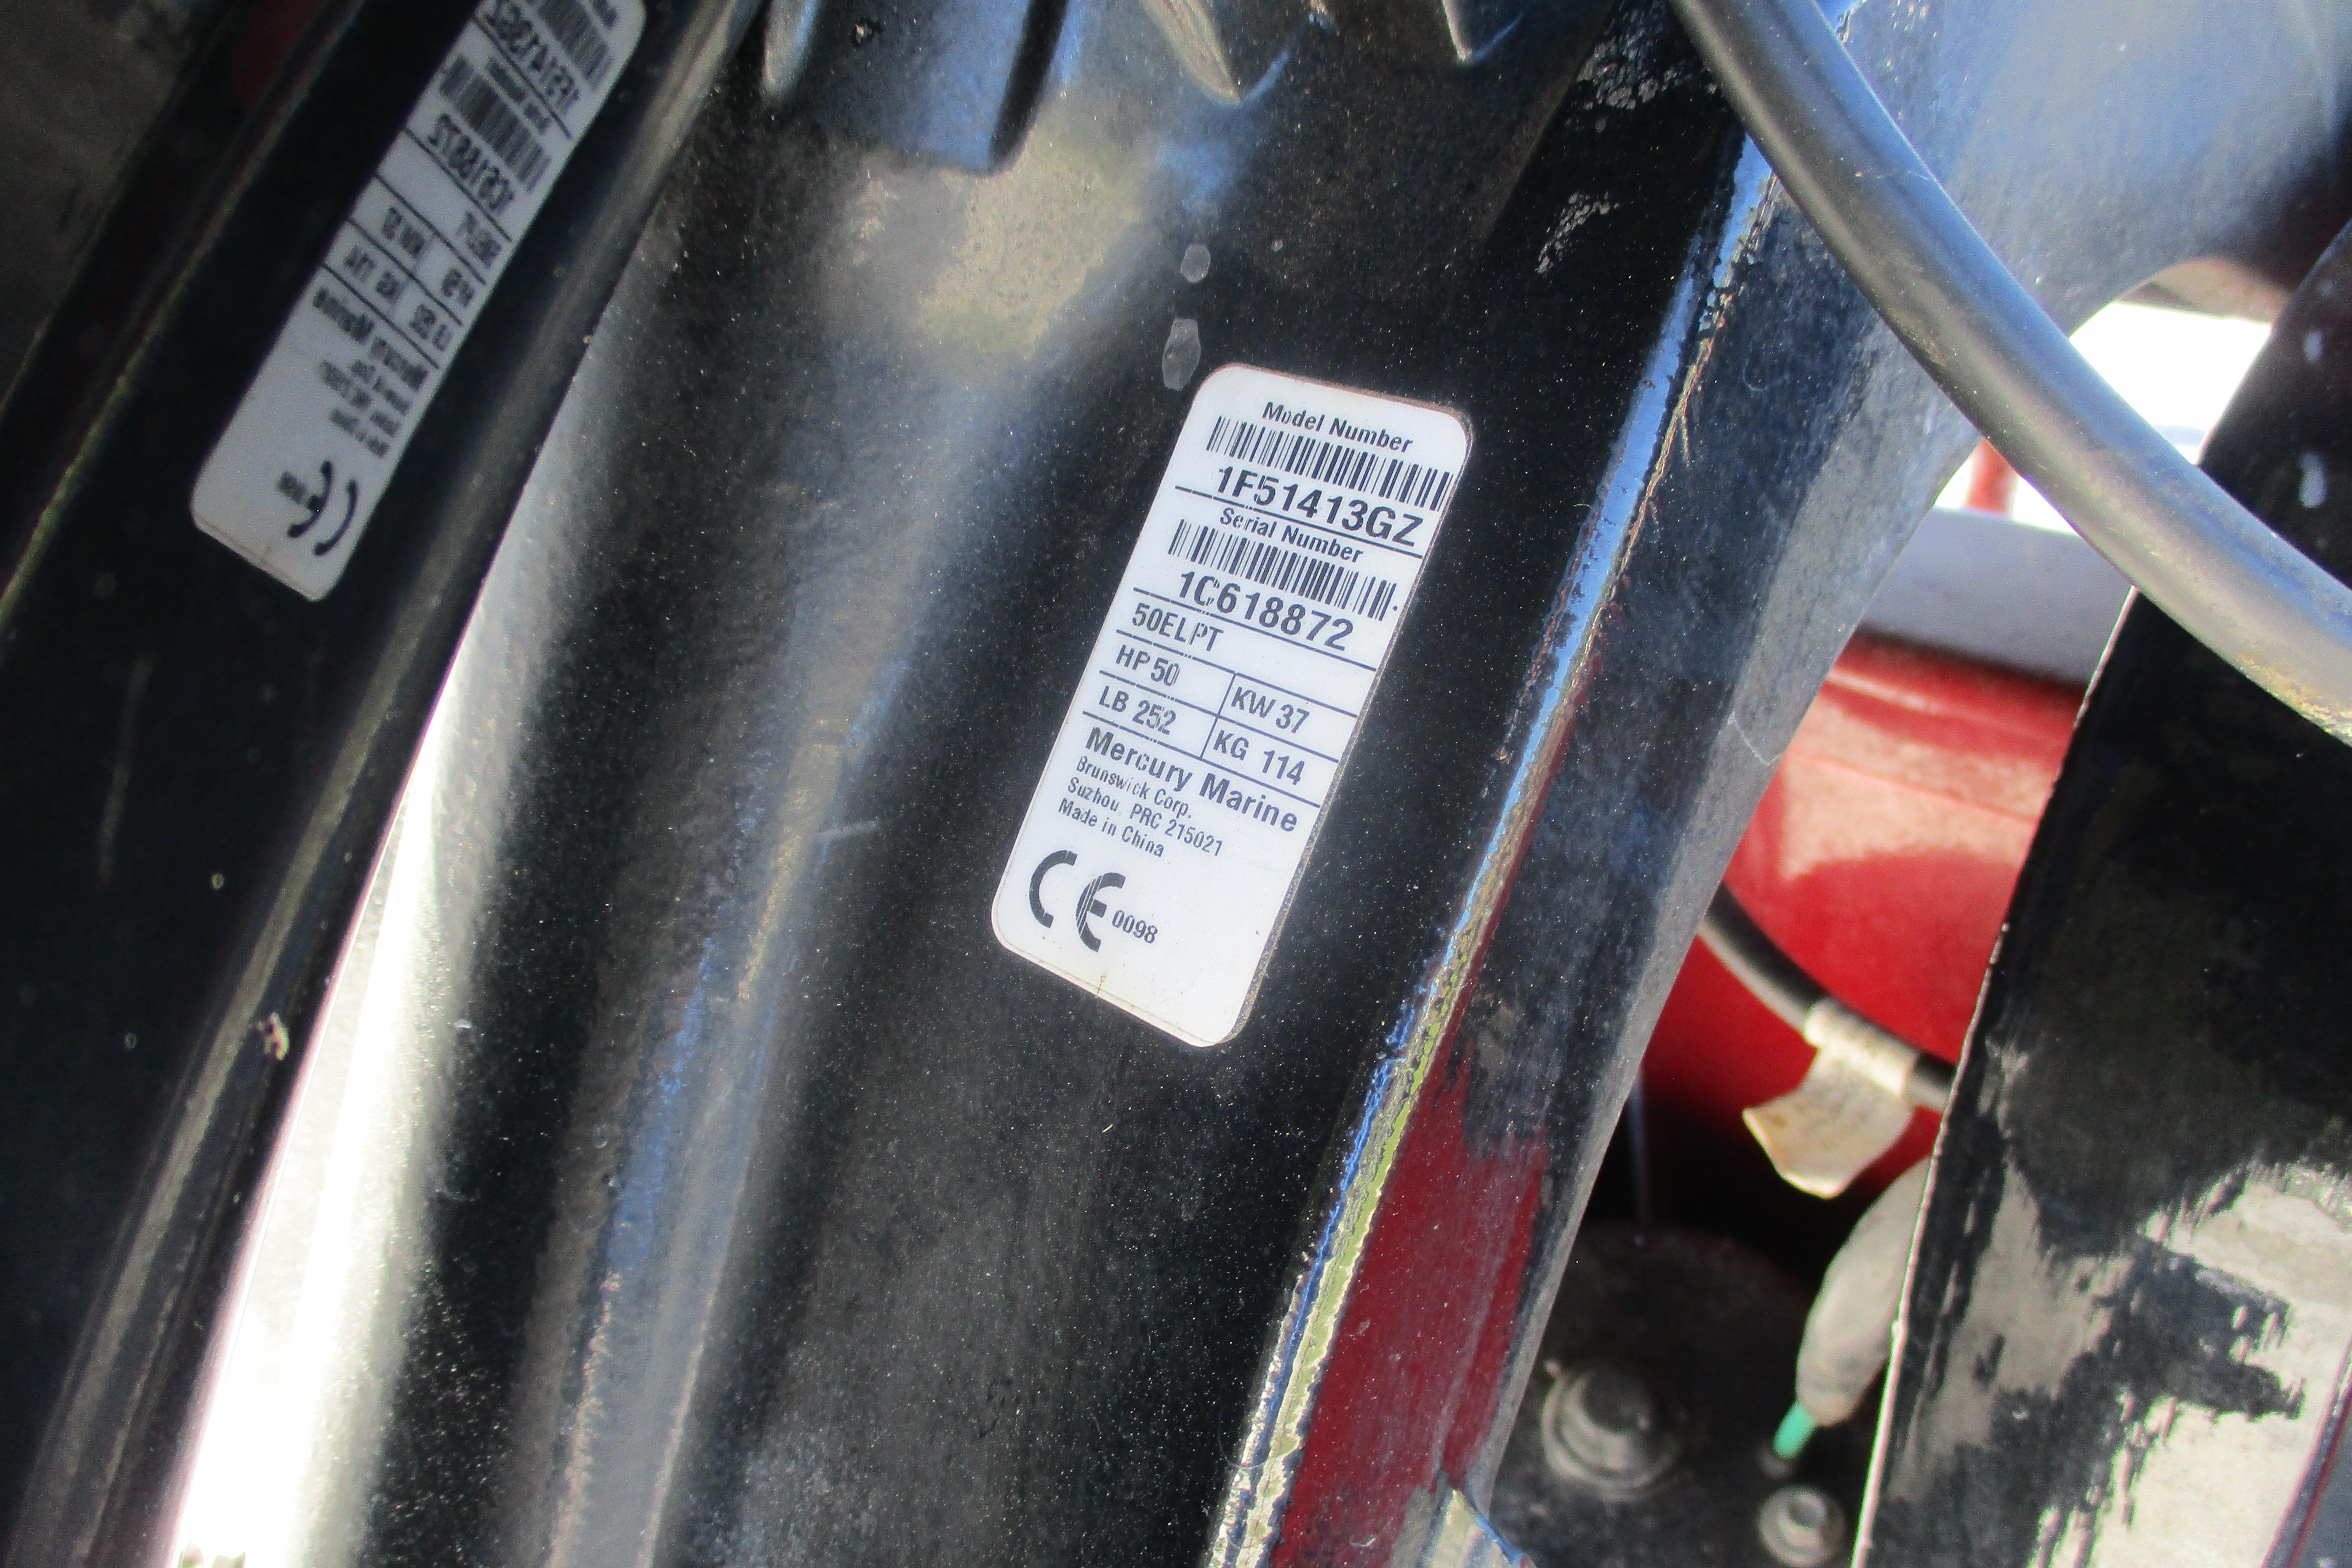 Model Number
1F51413GZ
Serial Number
1C618872
50ELPT
HP 50 KW 37
LB 252 KG 114
Mercury Marine
Brunswick Corp.
Suzhou, PRC 215021
Made in China
CE 0098